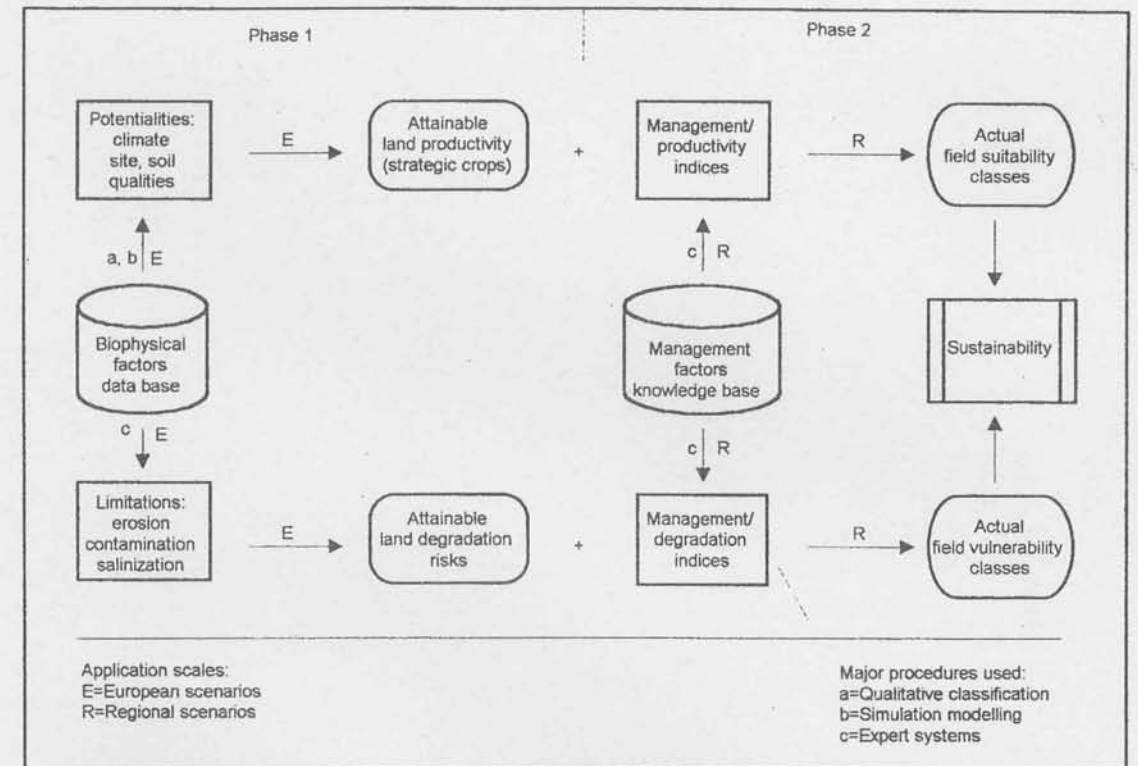 Phase 1
Phase 2
Potentialities:
climate
site, soil
qualities
E
Attainable
land productivity
(strategic crops)
+
Management/
productivity
indices
R
Actual
field suitability
classes
a, b
E
c
R
Biophysical
factors
data base
Management
factors
knowledge base
Sustainability
c
E
c
R
Limitations:
erosion
contamination
salinization
E
Attainable
land degradation
risks
+
Management/
degradation
indices
R
Actual
field vulnerability
classes
Application scales:
E=European scenarios
R=Regional scenarios
Major procedures used:
a=Qualitative classification
b=Simulation modelling
c=Expert systems